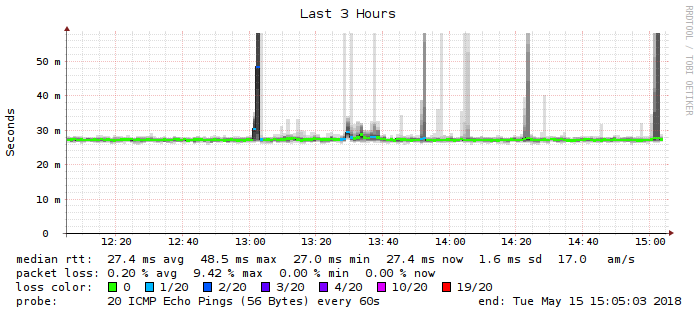 Last 3 Hours
RRDTOOL / TOBI OETIKER
Seconds
50 m
40 m
30 m
20 m
10 m
0
12:20 12:40 13:00 13:20 13:40 14:00 14:20 14:40 15:00
median rtt: 27.4 ms avg 48.5 ms max 27.0 ms min 27.4 ms now 1.6 ms sd 17.0 am/s
packet loss: 0.20 % avg 9.42 % max 0.00 % min 0.00 % now
loss color: 0 1/20 2/20 3/20 4/20 10/20 19/20
probe: 20 ICMP Echo Pings (56 Bytes) every 60s end: Tue May 15 15:05:03 2018